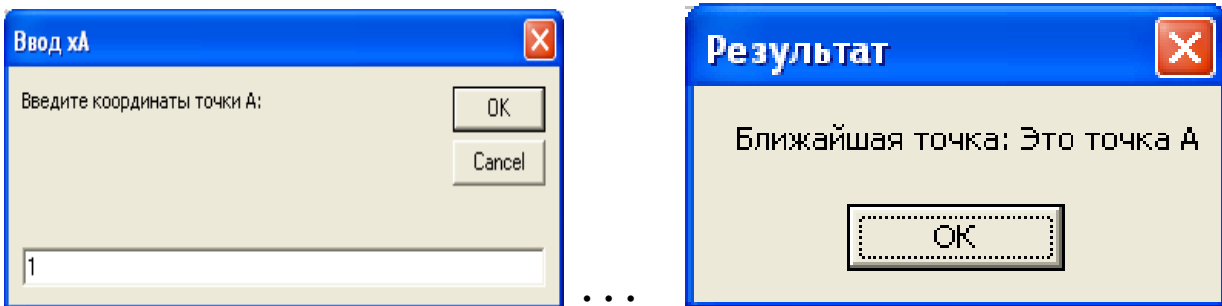 Ввод xA
Введите координаты точки A:
OK
Cancel
1
...
Результат
Ближайшая точка: Это точка A
OK